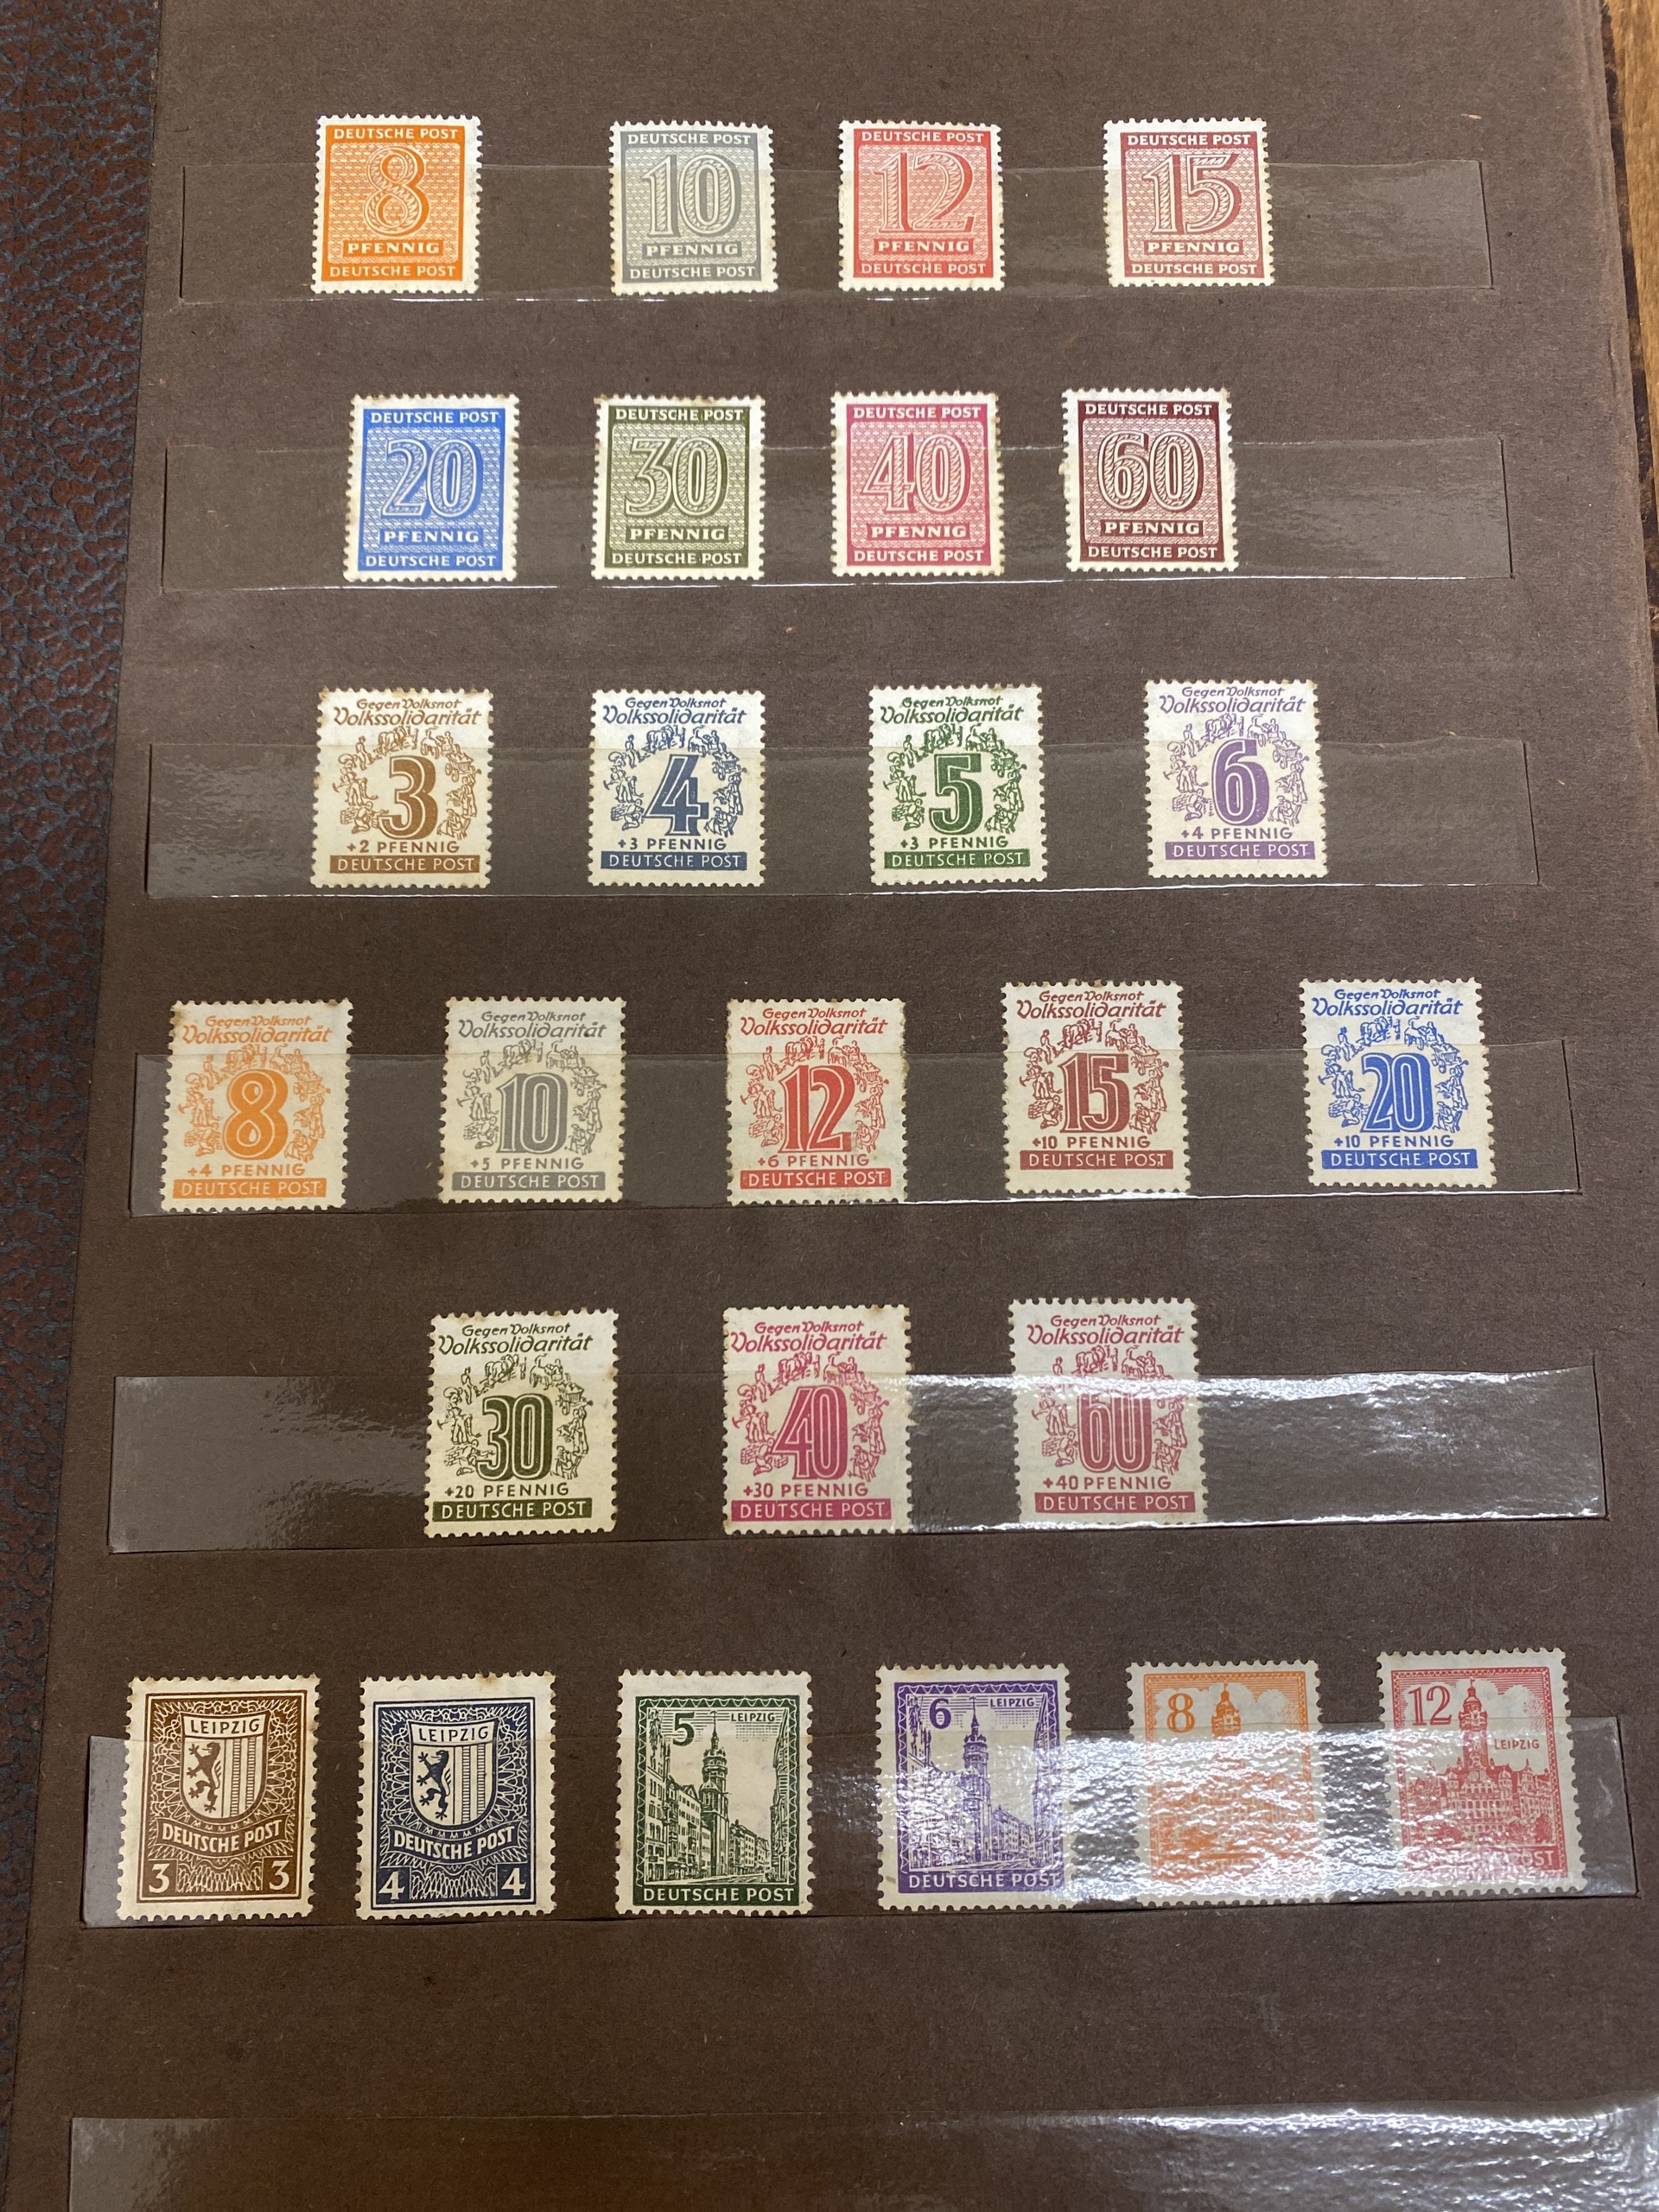 DEUTSCHE POST
8
PFENNIG
DEUTSCHE POST
DEUTSCHE POST
10
PFENNIG
DEUTSCHE POST
DEUTSCHE POST
12
PFENNIG
DEUTSCHE POST
DEUTSCHE POST
15
PFENNIG
DEUTSCHE POST
DEUTSCHE POST
20
PFENNIG
DEUTSCHE POST
DEUTSCHE POST
30
PFENNIG
DEUTSCHE POST
DEUTSCHE POST
40
PFENNIG
DEUTSCHE POST
DEUTSCHE POST
60
PFENNIG
DEUTSCHE POST
Gegen Volksnot
Volkssolidarität
3
+2 PFENNIG
DEUTSCHE POST
Gegen Volksnot
Volkssolidarität
4
+3 PFENNIG
DEUTSCHE POST
Gegen Volksnot
Volkssolidarität
5
+3 PFENNIG
DEUTSCHE POST
Gegen Volksnot
Volkssolidarität
6
+4 PFENNIG
DEUTSCHE POST
Gegen Volksnot
Volkssolidarität
8
+4 PFENNIG
DEUTSCHE POST
Gegen Volksnot
Volkssolidarität
10
+5 PFENNIG
DEUTSCHE POST
Gegen Volksnot
Volkssolidarität
12
+6 PFENNIG
DEUTSCHE POST
Gegen Volksnot
Volkssolidarität
15
+10 PFENNIG
DEUTSCHE POST
Gegen Volksnot
Volkssolidarität
20
+10 PFENNIG
DEUTSCHE POST
Gegen Volksnot
Volkssolidarität
30
+20 PFENNIG
DEUTSCHE POST
Gegen Volksnot
Volkssolidarität
40
+30 PFENNIG
DEUTSCHE POST
Gegen Volksnot
Volkssolidarität
60
+40 PFENNIG
DEUTSCHE POST
LEIPZIG
DEUTSCHE POST
3 3
LEIPZIG
DEUTSCHE POST
4 4
5 LEIPZIG
DEUTSCHE POST
6 LEIPZIG
DEUTSCHE POST
8
12
LEIPZIG
POST